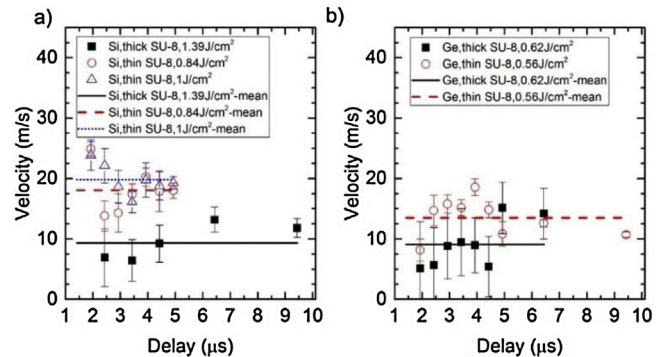 a)
Si,thick SU-8,1.39J/cm²
Si,thin SU-8,0.84J/cm²
Si,thin SU-8,1J/cm²
Si,thick SU-8,1.39J/cm²-mean
Si,thin SU-8,0.84J/cm²-mean
Si,thin SU-8,1J/cm²-mean
Velocity (m/s)
40
30
20
10
0
1 2 3 4 5 6 7 8 9 10
Delay (μs)
b)
Ge,thick SU-8,0.62J/cm²
Ge,thin SU-8,0.56J/cm²
Ge,thick SU-8,0.62J/cm²-mean
Ge,thin SU-8,0.56J/cm²-mean
Velocity (m/s)
40
30
20
10
0
1 2 3 4 5 6 7 8 9 10
Delay (μs)